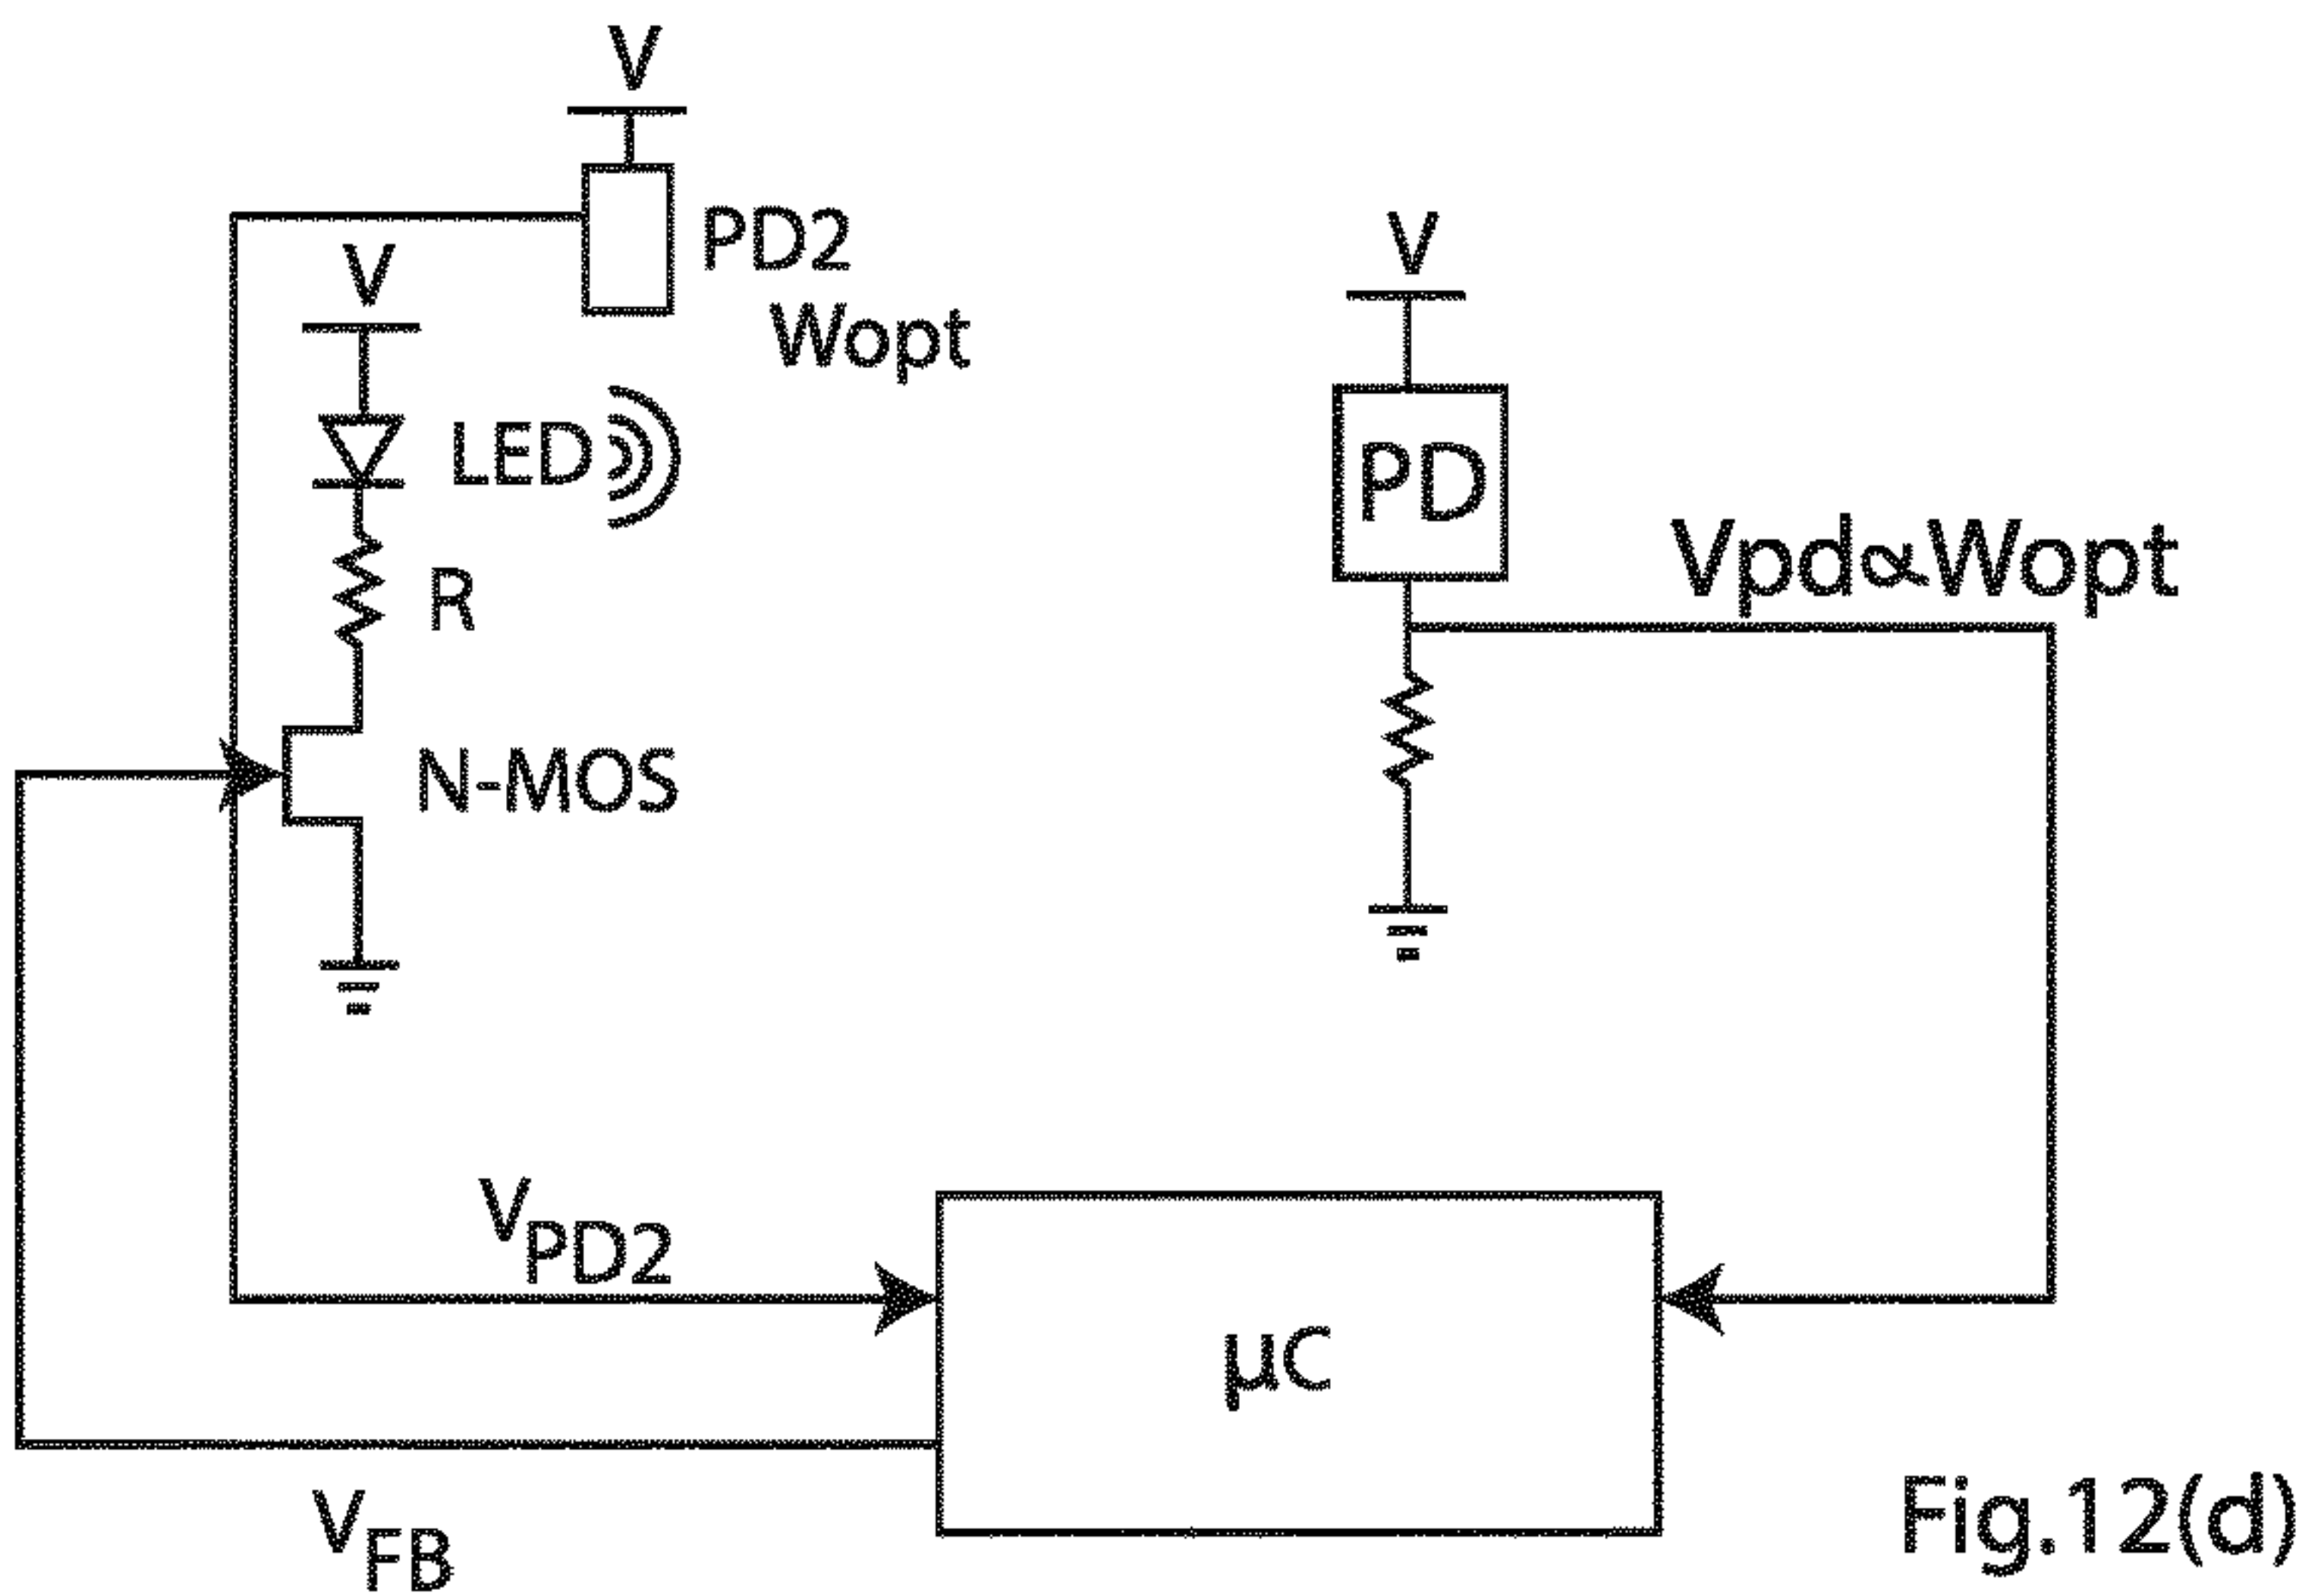 V
PD2
V
V
Wopt
LED
PD
Vpd∝Wopt
R
N-MOS
VPD2
μC
VFB
Fig.12(d)